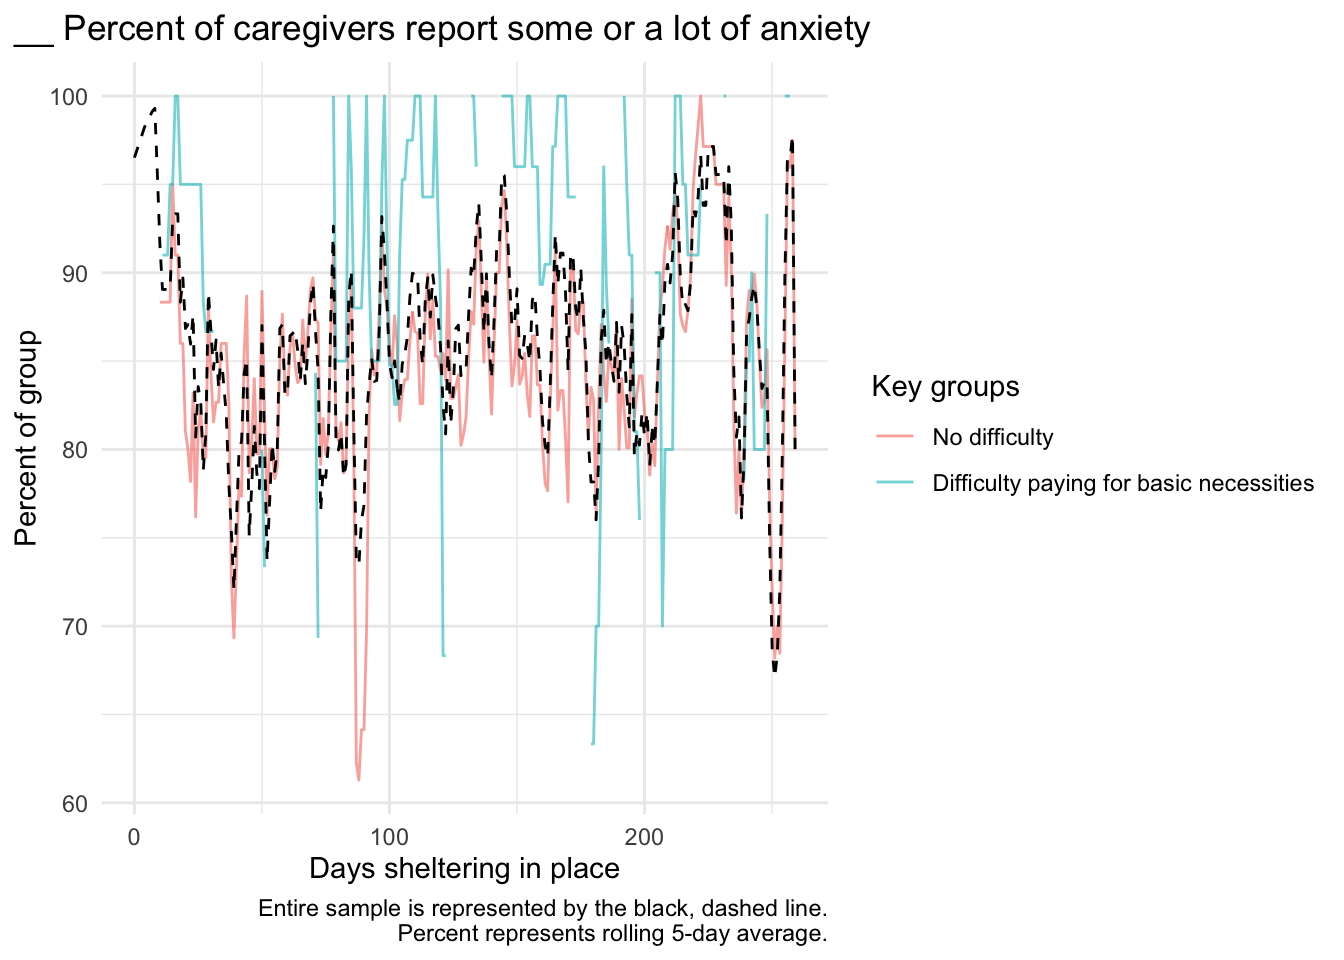 __ Percent of caregivers report some or a lot of anxiety
100
90
80
70
60
Percent of group
0
100
200
Days sheltering in place
Key groups
No difficulty
Difficulty paying for basic necessities
Entire sample is represented by the black, dashed line.
Percent represents rolling 5-day average.